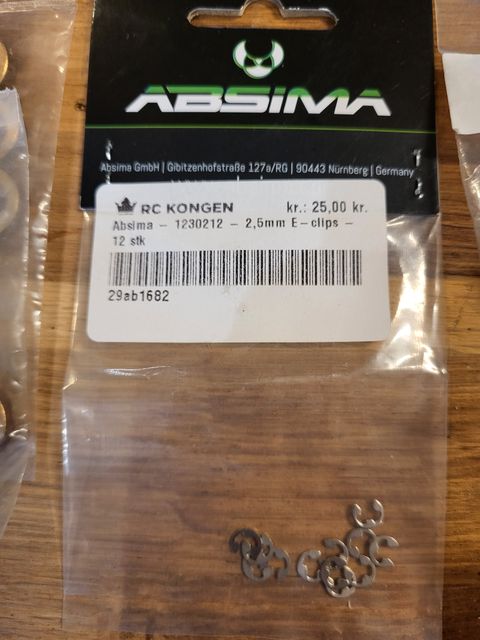 ABSIMA
Absima GmbH | Gibitzenhofstraße 127a/RG | 90443 Nürnberg | Germany
RC KONGEN kr.: 25,00 kr.
Absima - 1230212 - 2,5mm E-clips -
12 stk
29ab1682